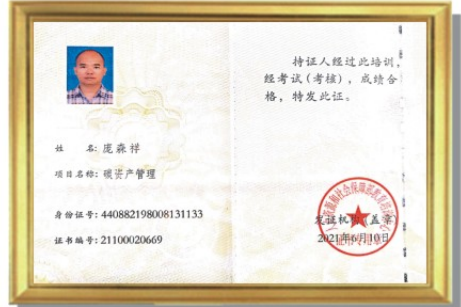 持证人经过此培训，
经考试（考核），成绩合
格，特发此证。
姓　名：庞森祥
项目名称：碳资产管理
身份证号：440882198008131133
证书编号：21100020669
发证机构（盖章
2021年6月10日